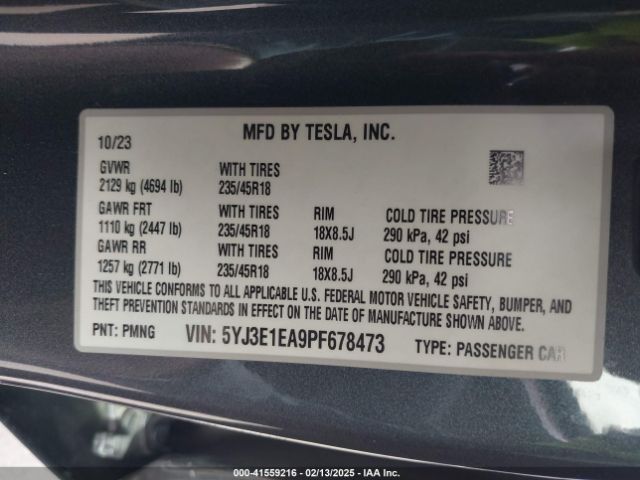 MFD BY TESLA, INC.
10/23
GVWR WITH TIRES
2129 kg (4694 lb) 235/45R18
GAWR FRT WITH TIRES RIM COLD TIRE PRESSURE
1110 kg (2447 lb) 235/45R18 18X8.5J 290 kPa, 42 psi
GAWR RR WITH TIRES RIM COLD TIRE PRESSURE
1257 kg (2771 lb) 235/45R18 18X8.5J 290 kPa, 42 psi
THIS VEHICLE CONFORMS TO ALL APPLICABLE U.S. FEDERAL MOTOR VEHICLE SAFETY, BUMPER, AND
THEFT PREVENTION STANDARDS IN EFFECT ON THE DATE OF MANUFACTURE SHOWN ABOVE.
PNT: PMNG VIN: 5YJ3E1EA9PF678473 TYPE: PASSENGER CAR
000-41559216 - 02/13/2025 - IAA Inc.